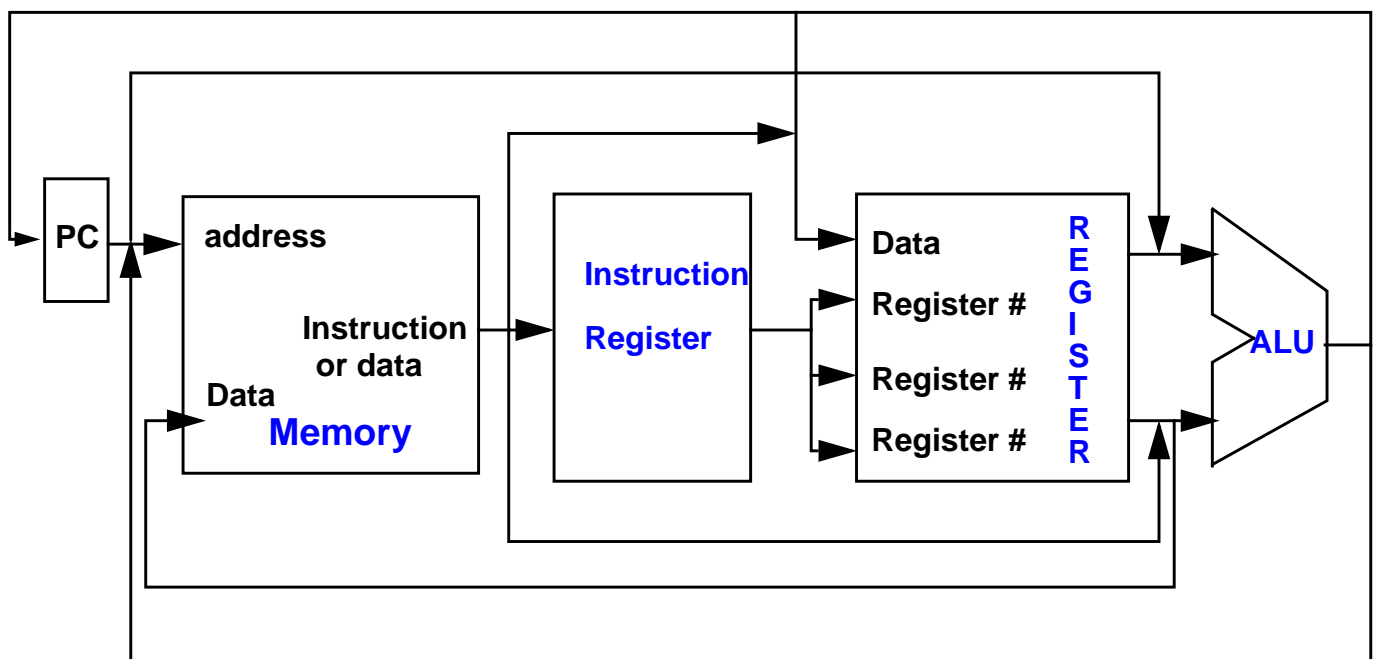 PC
address
Instruction
or data
Data
Memory
Instruction
Register
Data
Register #
Register #
Register #
REGISTER
ALU